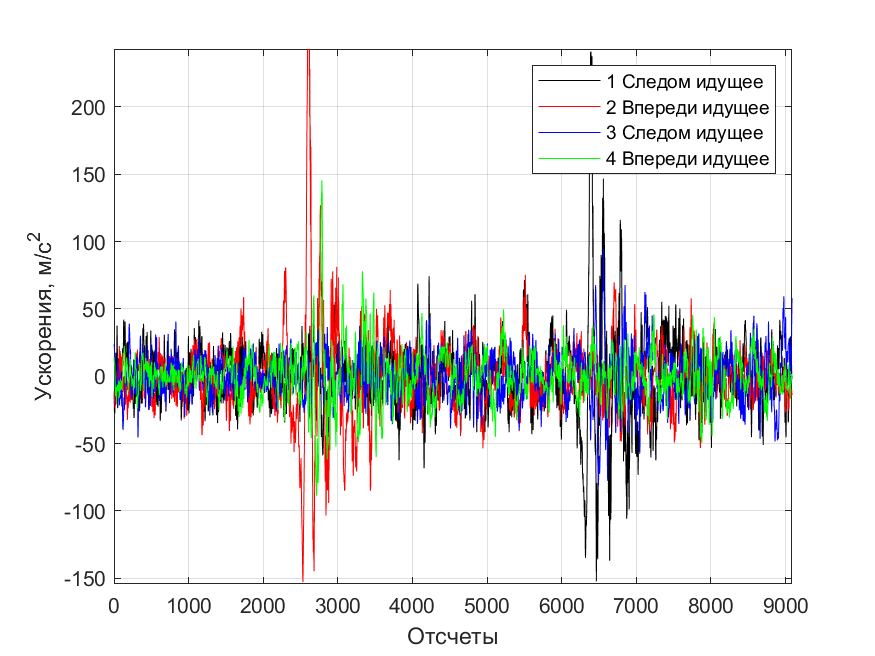 1 Следом идущее
2 Впереди идущее
3 Следом идущее
4 Впереди идущее
200
150
100
50
0
-50
-100
-150
0 1000 2000 3000 4000 5000 6000 7000 8000 9000
Отсчеты
Ускорения, м/с²